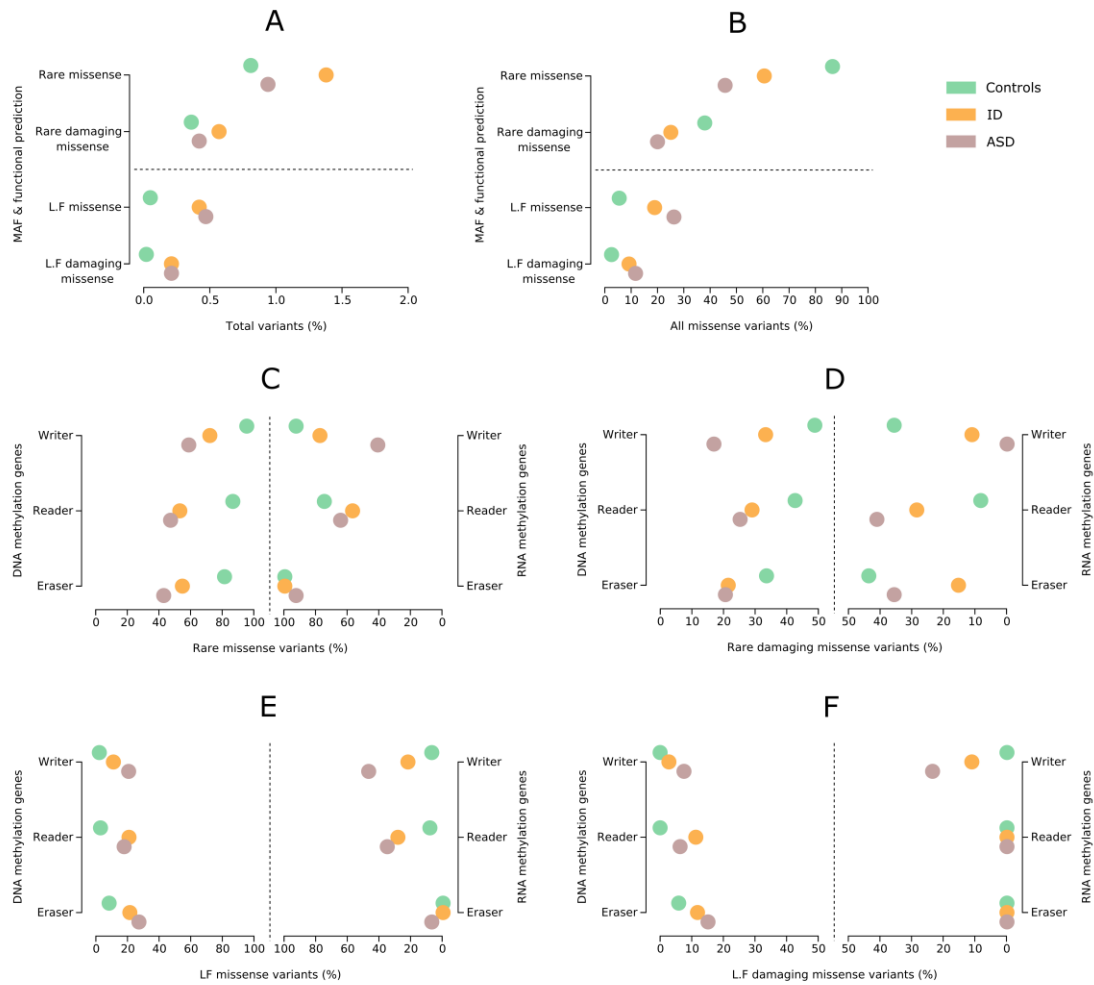 A
MAF & functional prediction
Rare missense
Rare damaging
missense
L.F missense
L.F damaging
missense
0.0 0.5 1.0 1.5 2.0
Total variants (%)
B
MAF & functional prediction
Rare missense
Rare damaging
missense
L.F missense
L.F damaging
missense
0 10 20 30 40 50 60 70 80 90 100
All missense variants (%)
Controls
ID
ASD
C
DNA methylation genes
Writer
Reader
Eraser
0 20 40 60 80 100
100 80 60 40 20 0
Writer
Reader
Eraser
RNA methylation genes
Rare missense variants (%)
D
DNA methylation genes
Writer
Reader
Eraser
0 10 20 30 40 50
50 40 30 20 10 0
Writer
Reader
Eraser
RNA methylation genes
Rare damaging missense variants (%)
E
DNA methylation genes
Writer
Reader
Eraser
0 20 40 60 80 100
100 80 60 40 20 0
Writer
Reader
Eraser
RNA methylation genes
LF missense variants (%)
F
DNA methylation genes
Writer
Reader
Eraser
0 10 20 30 40 50
50 40 30 20 10 0
Writer
Reader
Eraser
RNA methylation genes
L.F damaging missense variants (%)